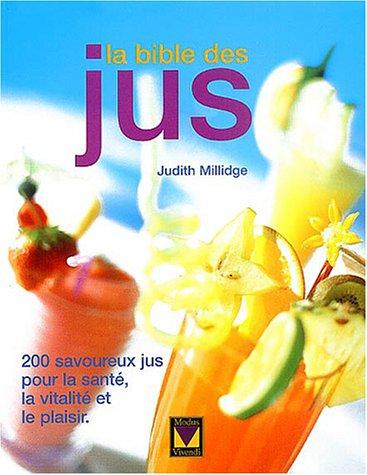 la bible des
jus
Judith Millidge
200 savoureux jus
pour la santé,
la vitalité et
le plaisir.
Modus
Vivendi